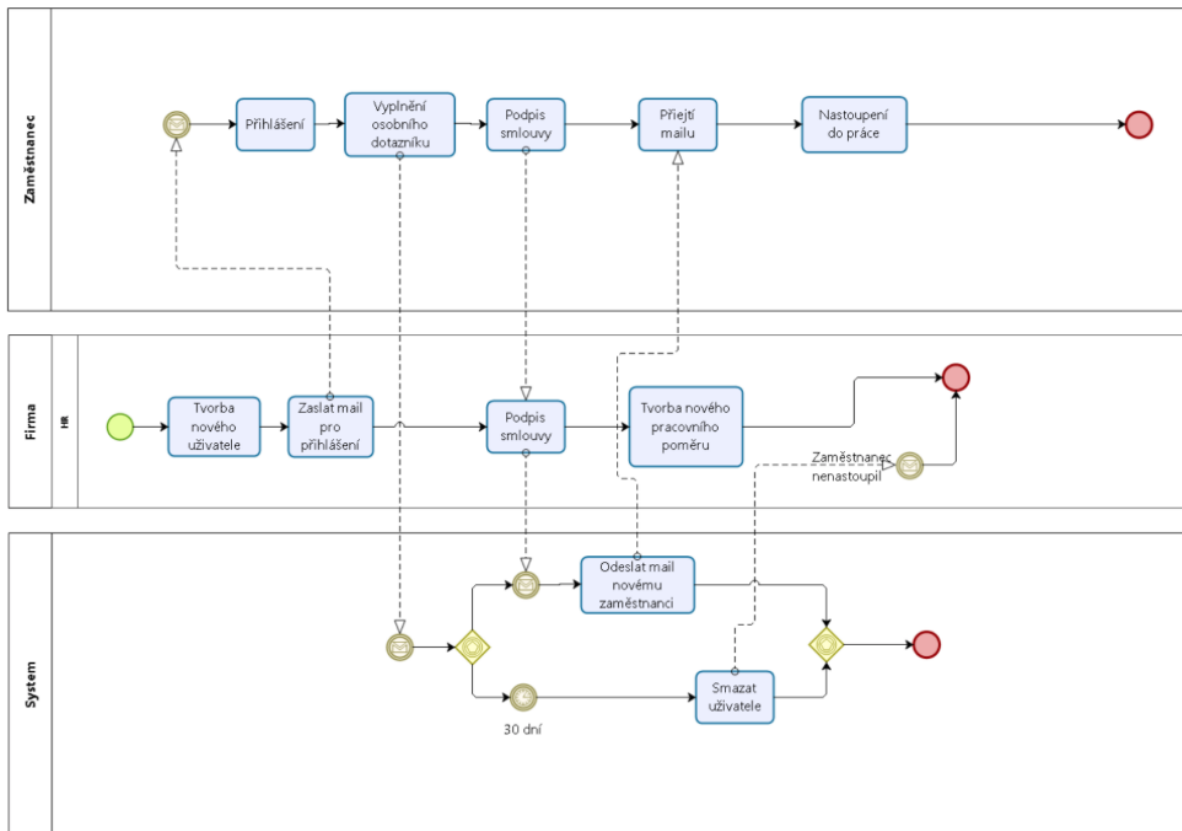 Zaměstnanec
Přihlášení
Vyplnění
osobního
dotazníku
Podpis
smlouvy
Přiejtí
mailu
Nastoupení
do práce
Firma
HR
Tvorba
nového
uživatele
Zaslat mail
pro
přihlášení
Podpis
smlouvy
Tvorba nového
pracovního
poměru
Zaměstnanec
nenastoupil
System
Odeslat mail
novému
zaměstnanci
30 dní
Smazat
uživatele